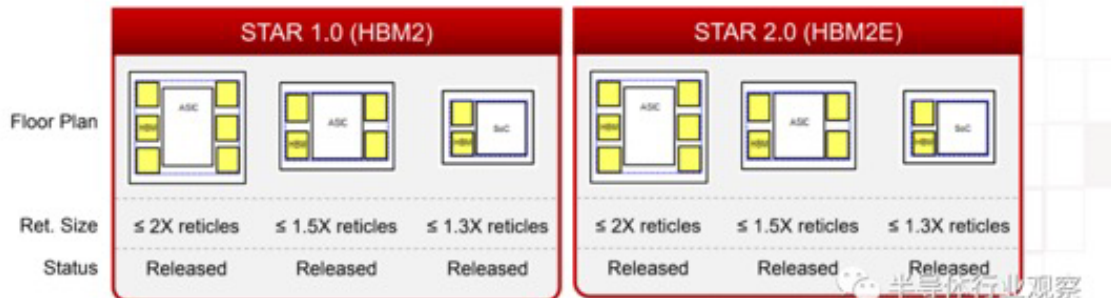 STAR 1.0 (HBM2) STAR 2.0 (HBM2E)
ASIC ASIC SoC ASIC ASIC SoC
HBM HBM HBM HBM HBM HBM
Floor Plan
Ret. Size ≤ 2X reticles ≤ 1.5X reticles ≤ 1.3X reticles ≤ 2X reticles ≤ 1.5X reticles ≤ 1.3X reticles
Status Released Released Released Released Released Released
半导体行业观察